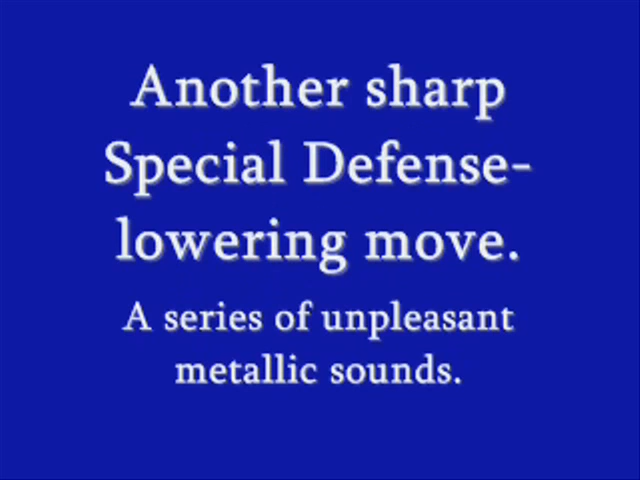 Another sharp
Special Defense-
lowering move.
A series of unpleasant
metallic sounds.